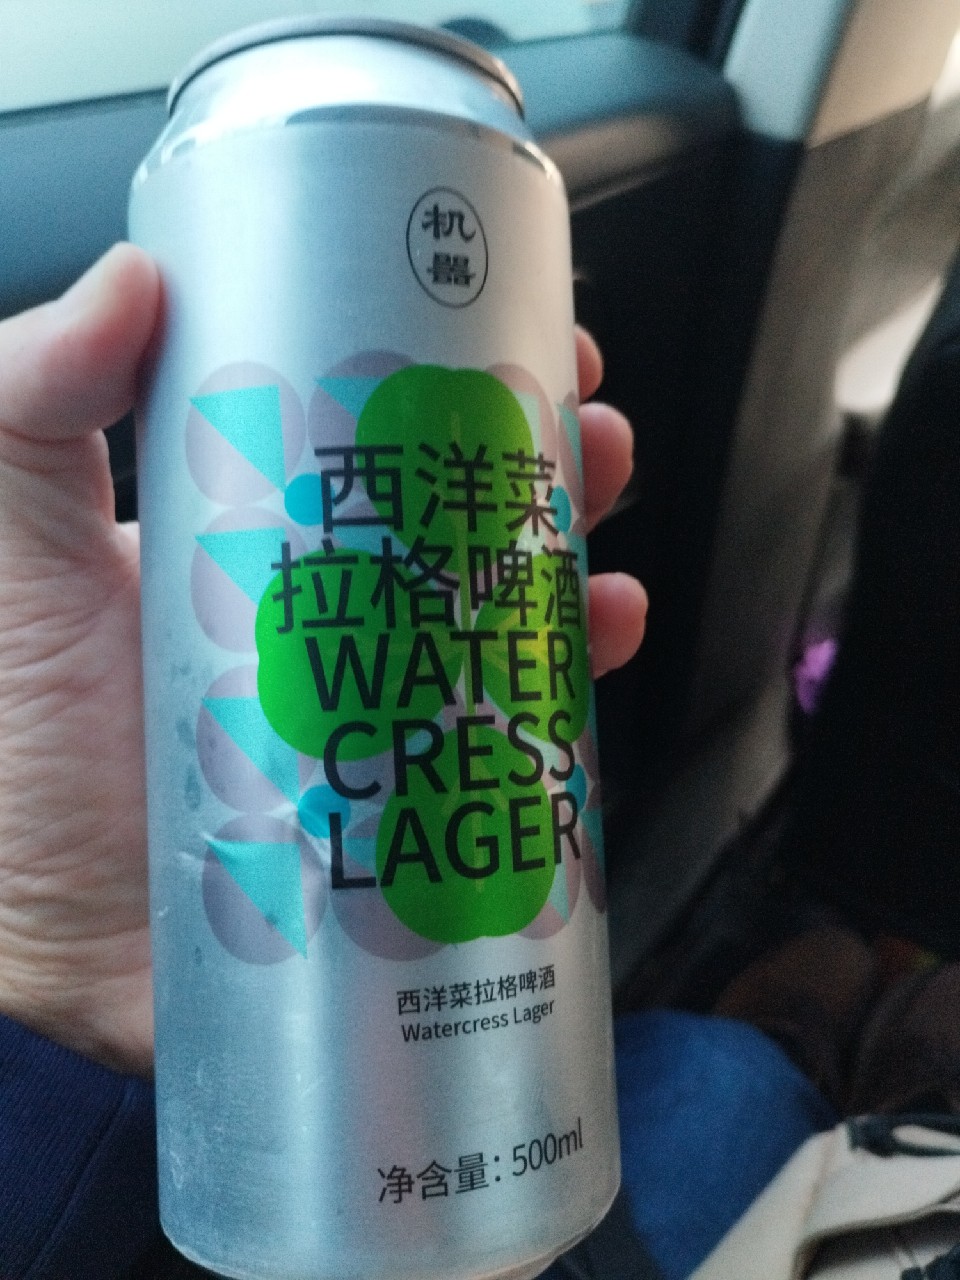 机
器
西洋菜
拉格啤酒
WATER
CRESS
LAGER
西洋菜拉格啤酒
Watercress Lager
净含量：500ml